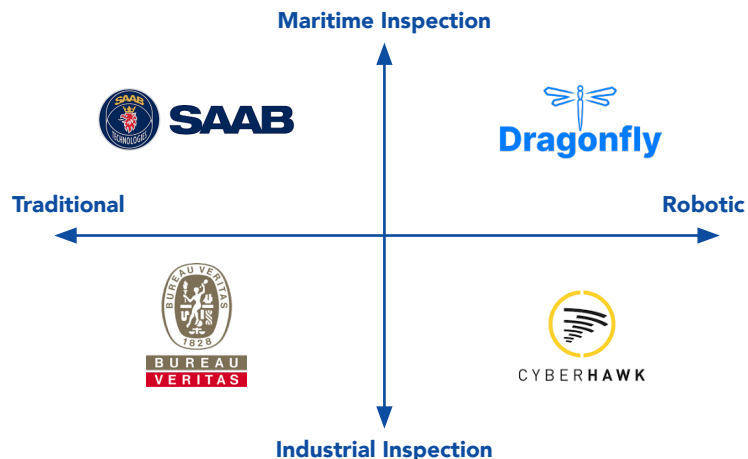 Maritime Inspection
SAAB
TECHNOLOGIES
SAAB
Dragonfly
Traditional
Robotic
BUREAU VERITAS
1828
BUREAU
VERITAS
CYBERHAWK
Industrial Inspection